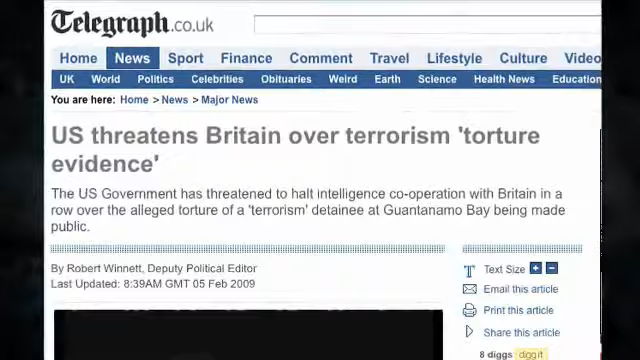 Telegraph.co.uk
Home News Sport Finance Comment Travel Lifestyle Culture Video
UK World Politics Celebrities Obituaries Weird Earth Science Health News Education
You are here: Home > News > Major News
US threatens Britain over terrorism 'torture
evidence'
The US Government has threatened to halt intelligence co-operation with Britain in a
row over the alleged torture of a 'terrorism' detainee at Guantanamo Bay being made
public.
By Robert Winnett, Deputy Political Editor
Last Updated: 8:39AM GMT 05 Feb 2009
T Text Size + -
Email this article
Print this article
Share this article
8 diggs digg it